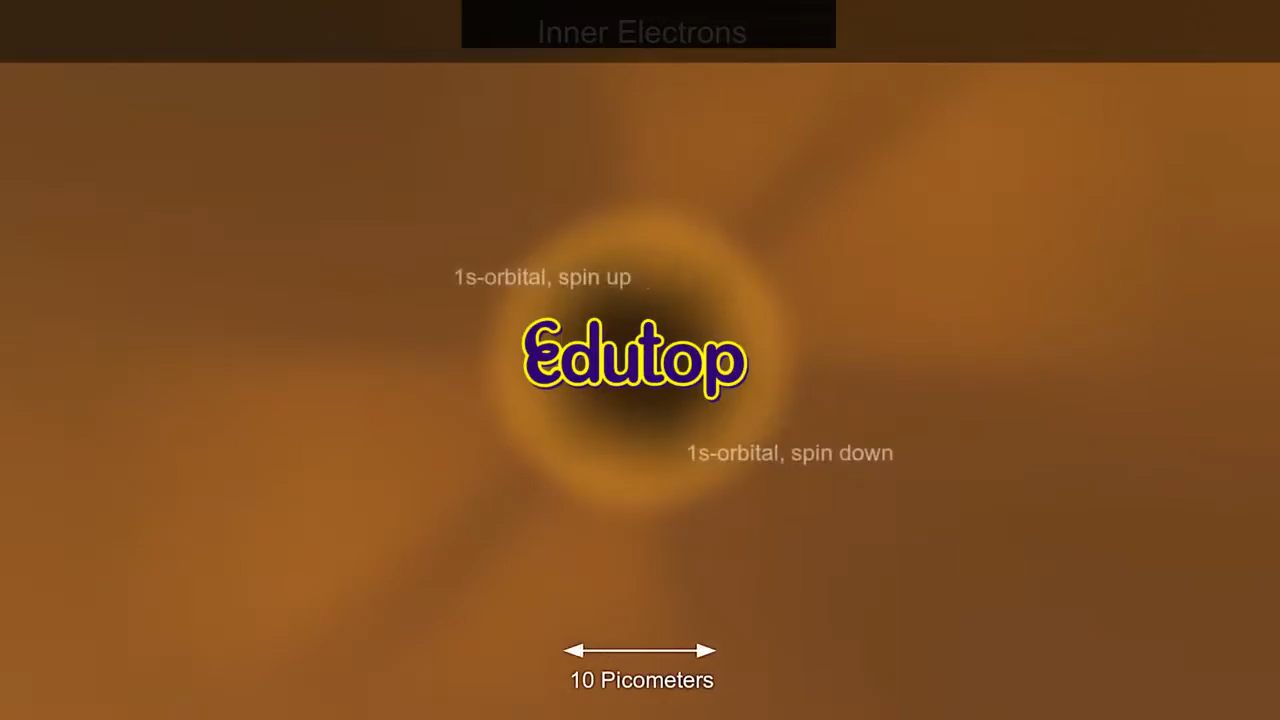 Inner Electrons
1s-orbital, spin up
Edutop
1s-orbital, spin down
10 Picometers